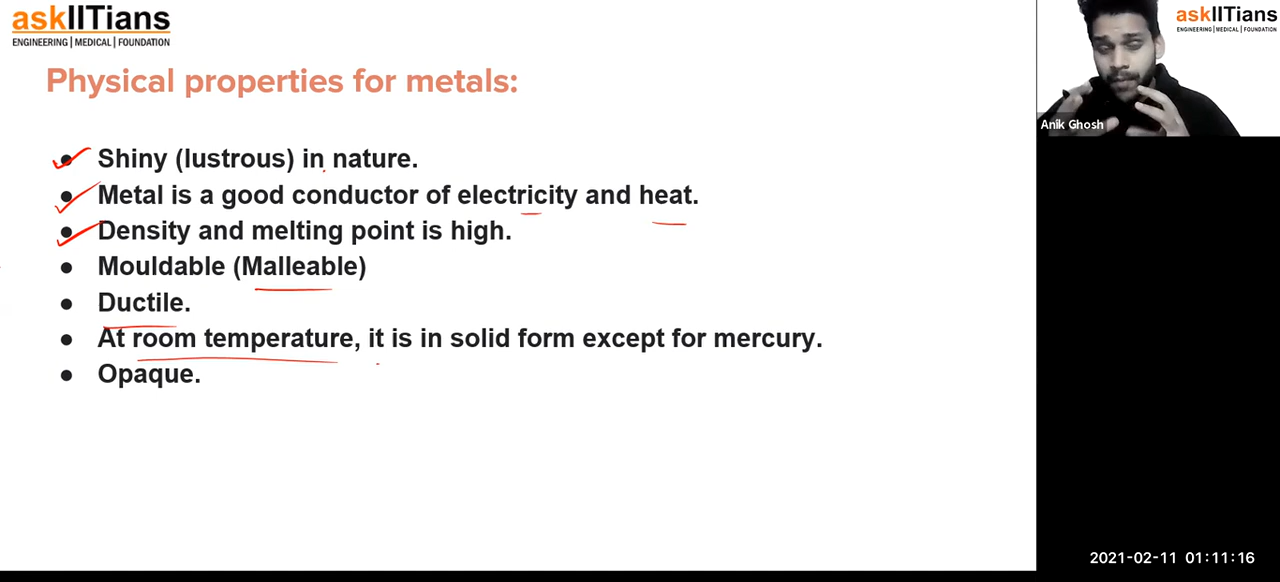 askIITians
ENGINEERING | MEDICAL | FOUNDATION
Physical properties for metals:
● Shiny (lustrous) in nature.
● Metal is a good conductor of electricity and heat.
● Density and melting point is high.
● Mouldable (Malleable)
● Ductile.
● At room temperature, it is in solid form except for mercury.
● Opaque.
askIITians
ENGINEERING | MEDICAL | FOUNDATION
Anik Ghosh
2021-02-11 01:11:16